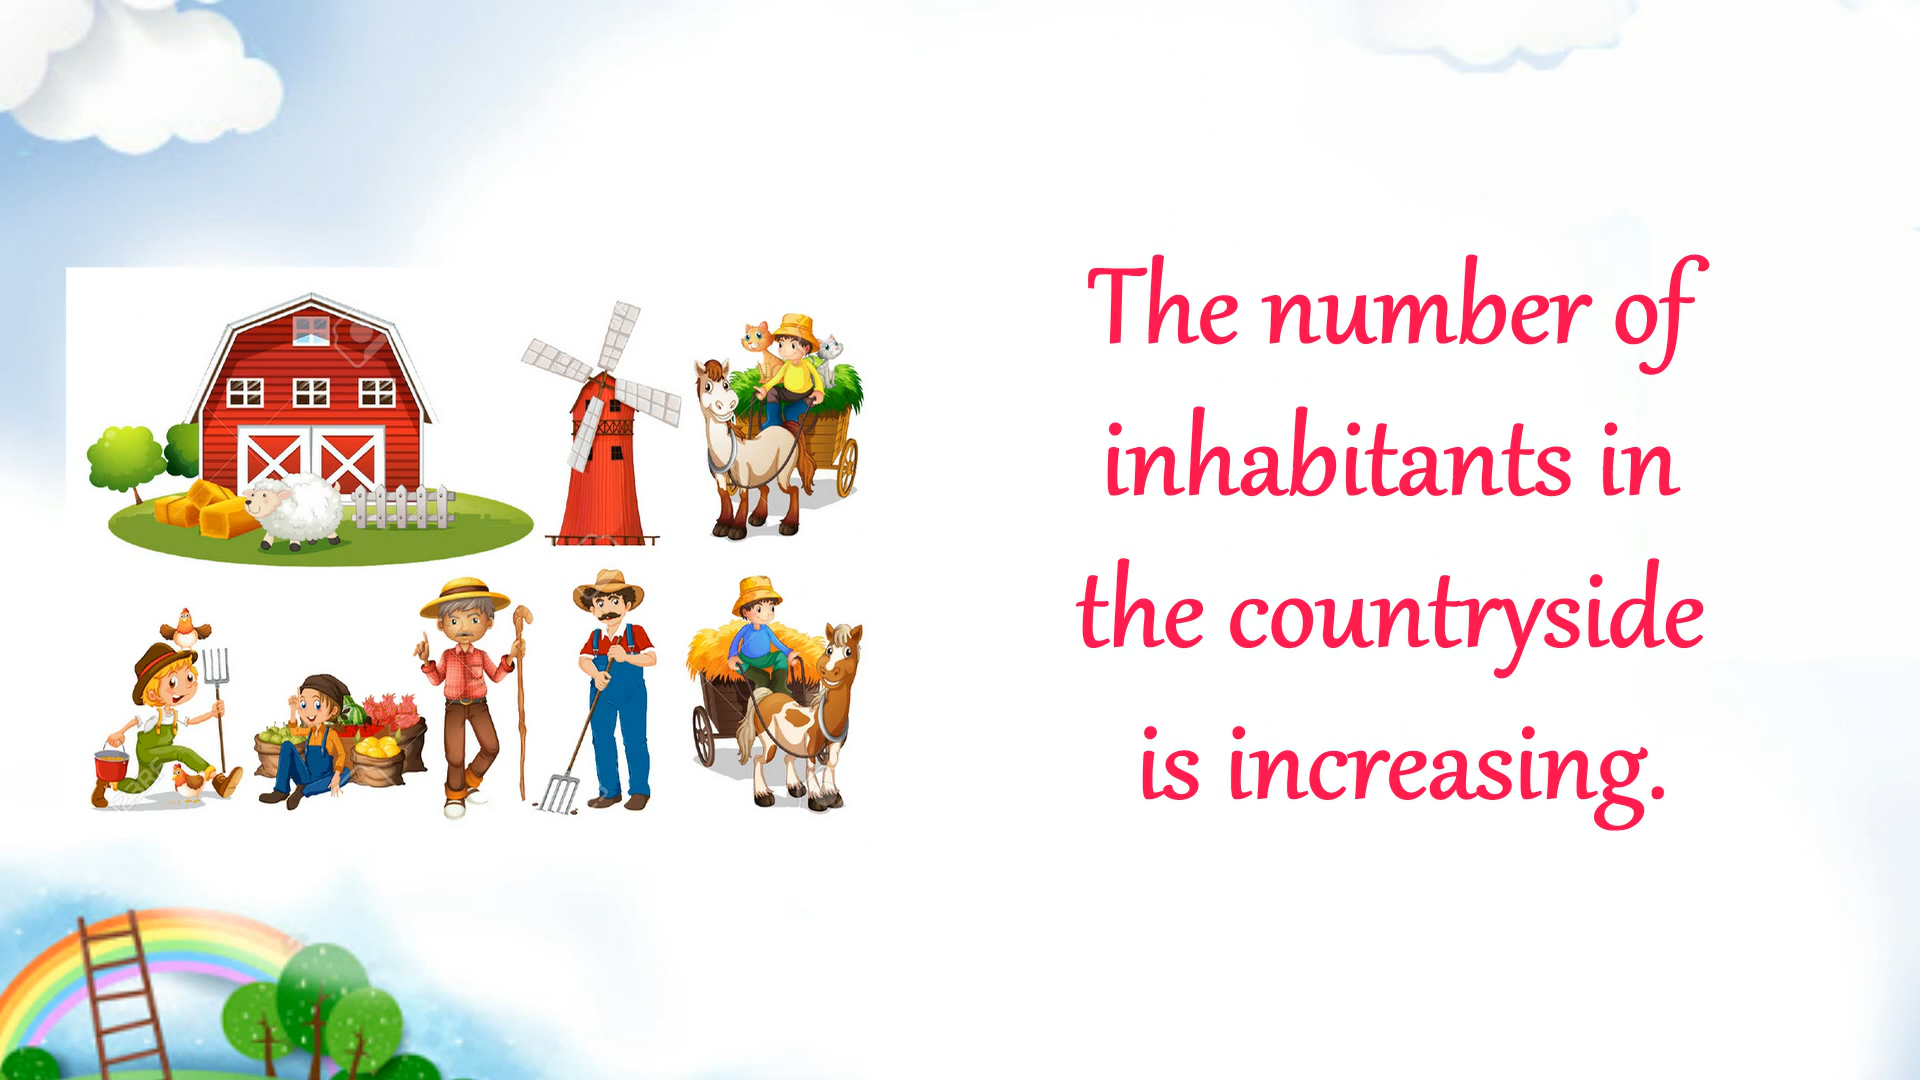 The number of
inhabitants in
the countryside
is increasing.